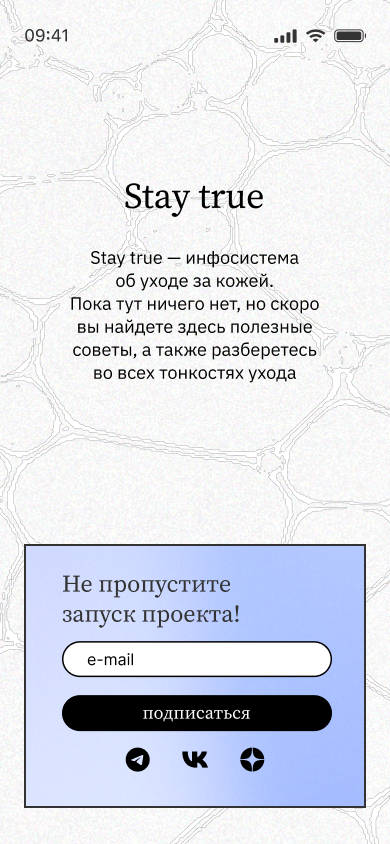 09:41
Stay true
Stay true — инфосистема
об уходе за кожей.
Пока тут ничего нет, но скоро
вы найдете здесь полезные
советы, а также разберетесь
во всех тонкостях ухода
Не пропустите
запуск проекта!
e-mail
подписаться